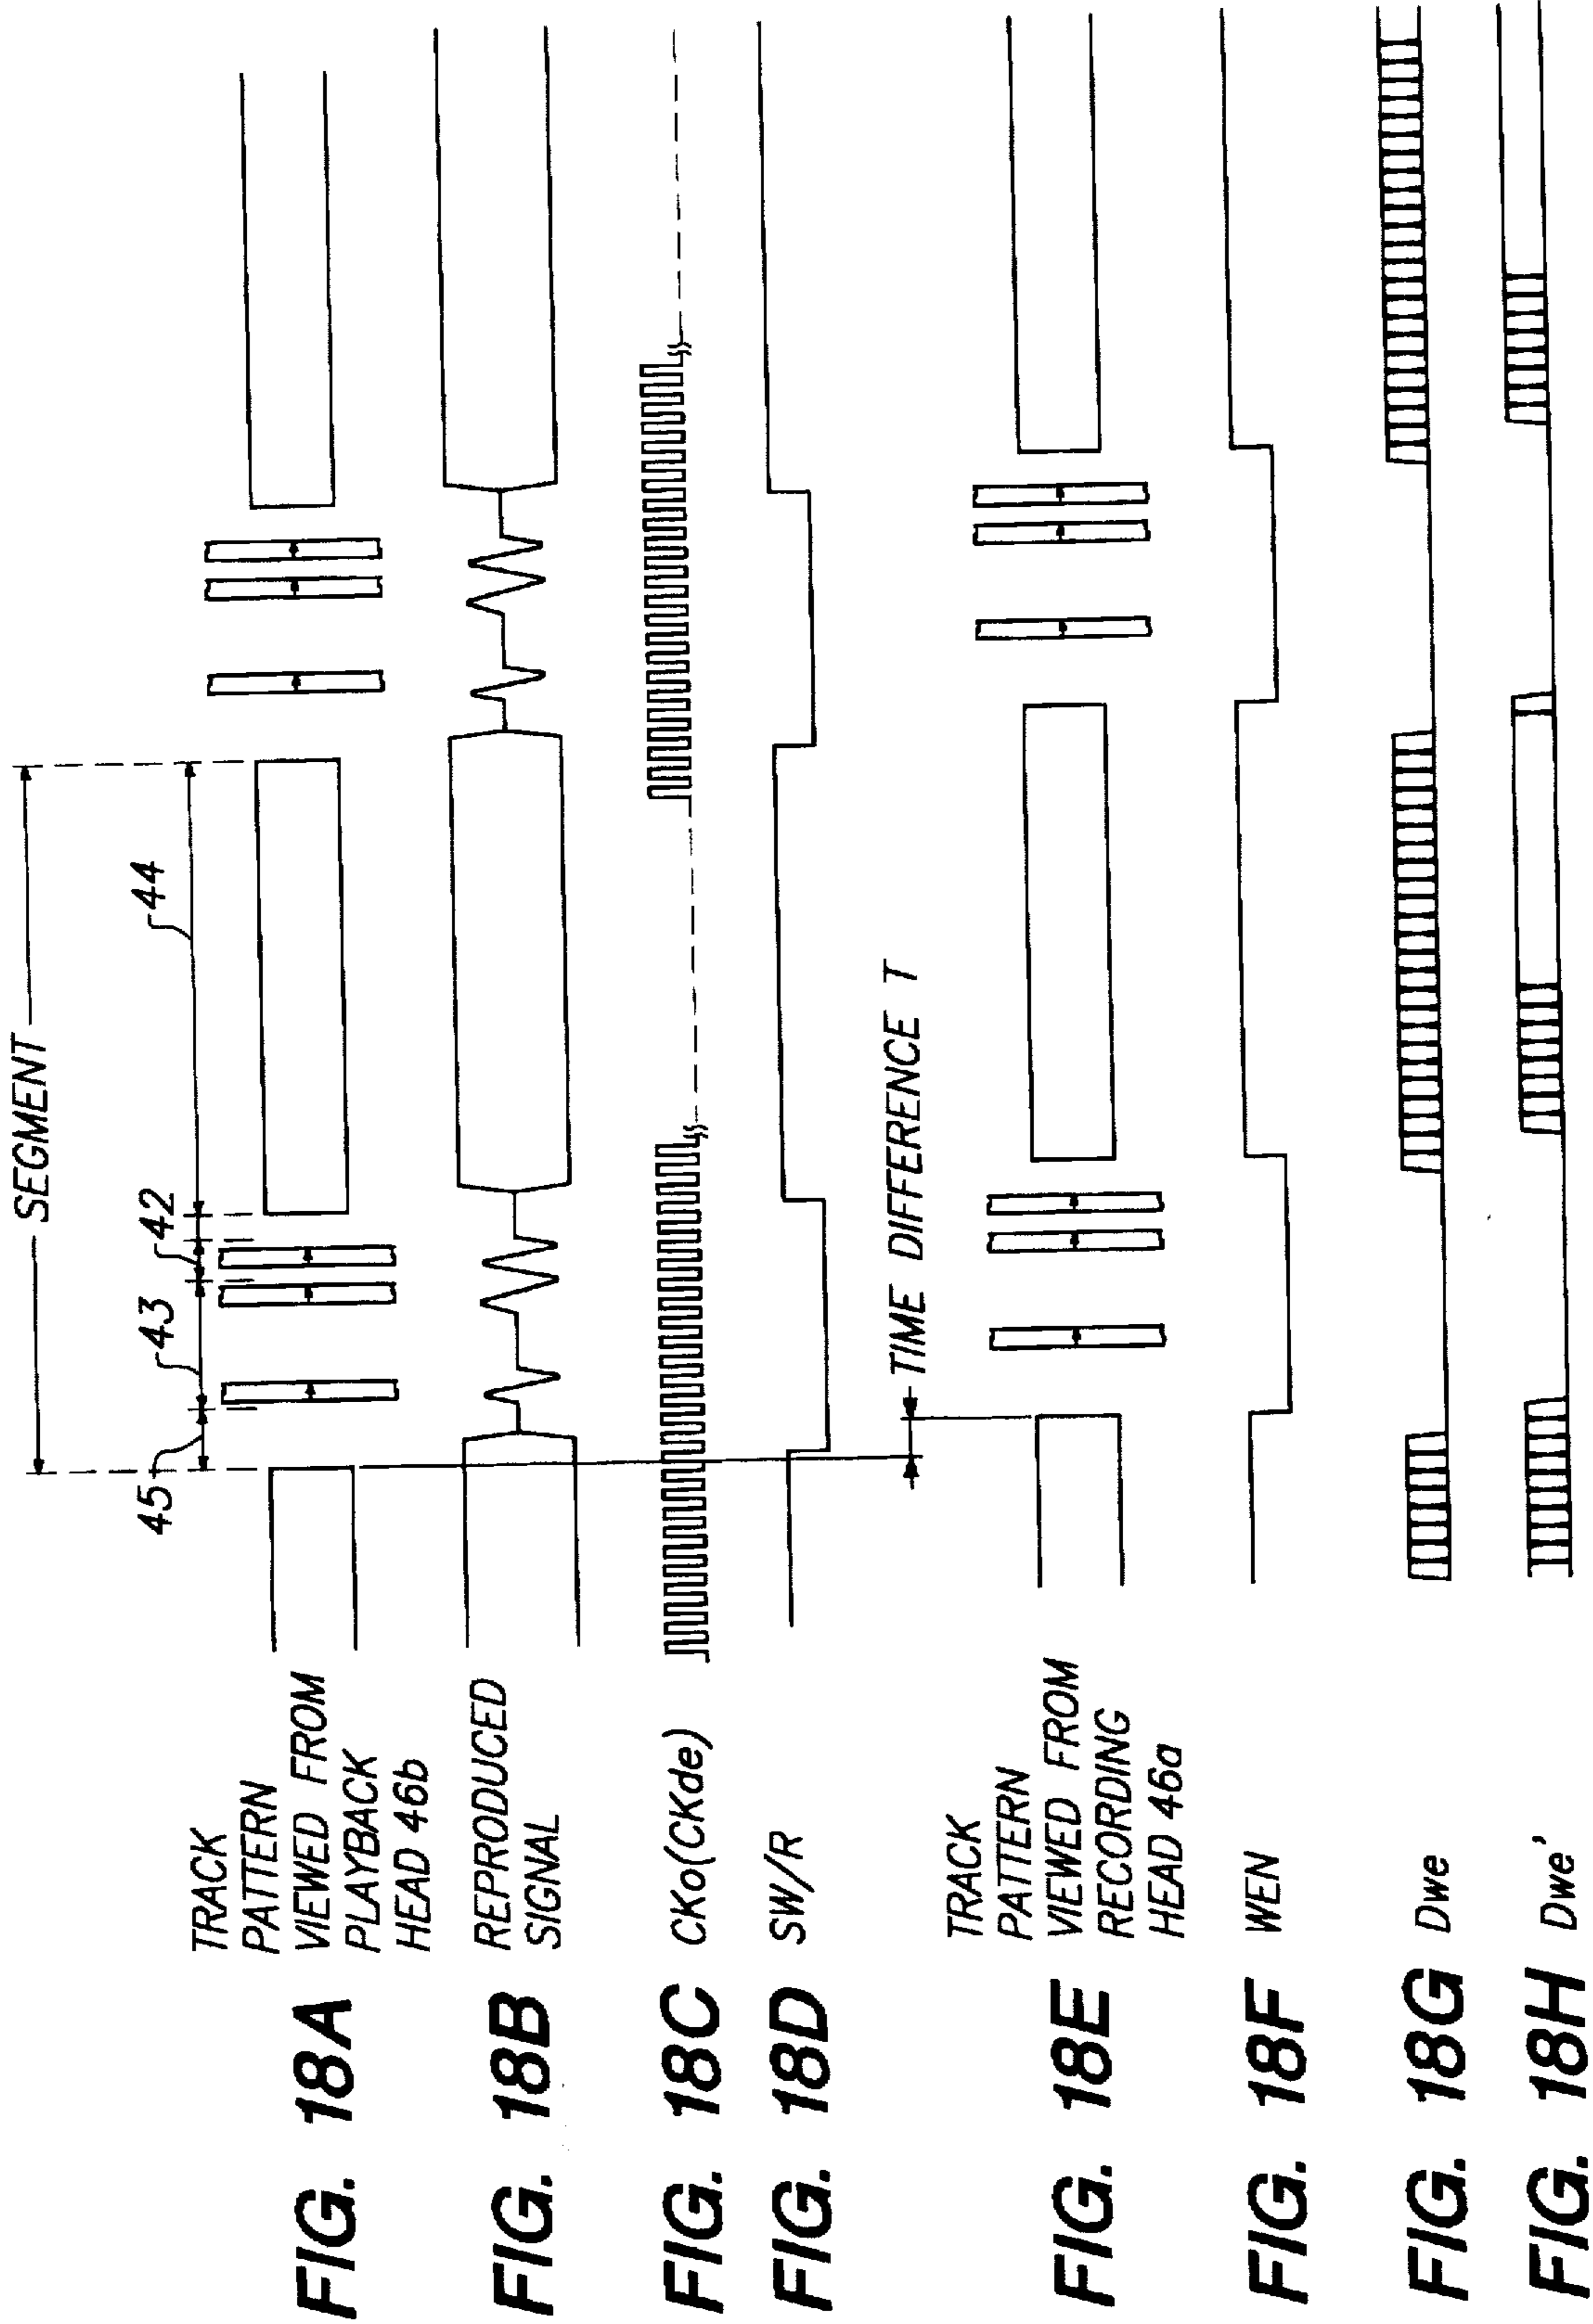 SEGMENT
45
43
42
44
FIG. 18A
TRACK
PATTERN
VIEWED FROM
PLAYBACK
HEAD 46b
FIG. 18B
REPRODUCED
SIGNAL
FIG. 18C CKo(CKde)
FIG. 18D SW/R
TIME DIFFERENCE T
FIG. 18E
TRACK
PATTERN
VIEWED FROM
RECORDING
HEAD 46a
FIG. 18F WEN
FIG. 18G Dwe
FIG. 18H Dwe'